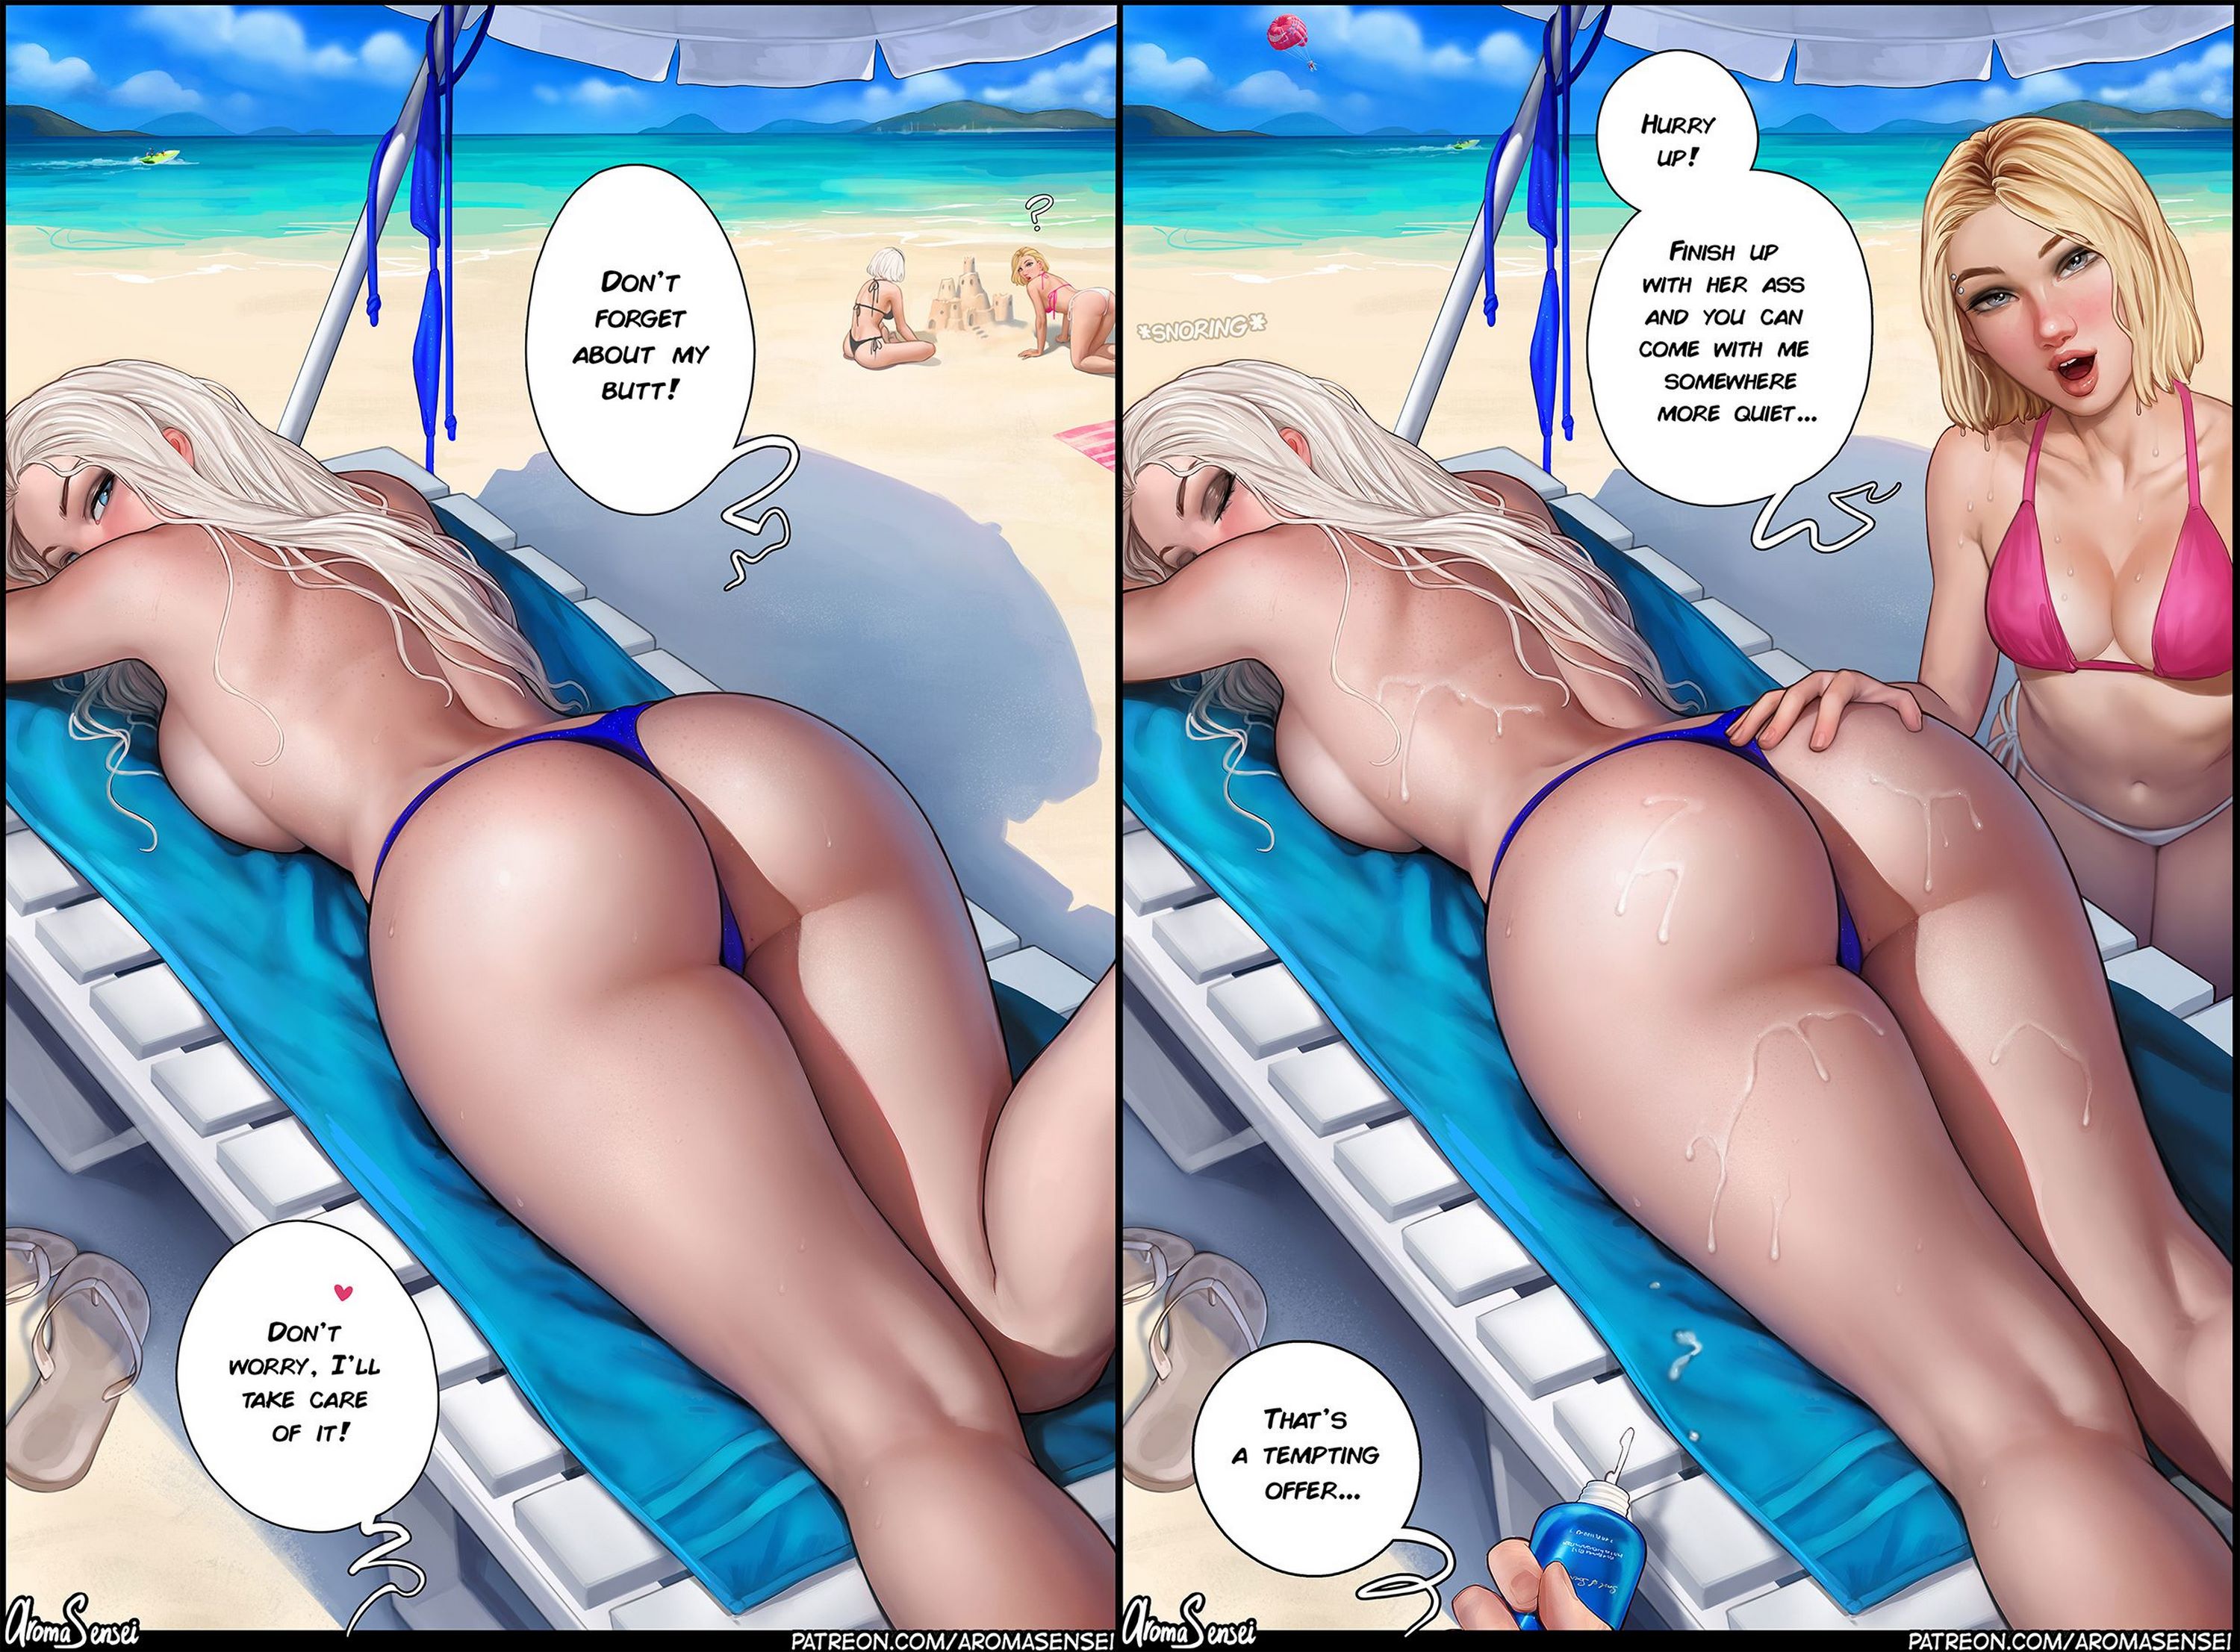 Don't
forget
about my
butt!
?
Don't
worry, I'll
take care
of it!
AromaSensei
PATREON.COM/AROMASENSEI
Hurry
up!
Finish up
with her ass
and you can
come with me
somewhere
more quiet...
*SNORING*
That's
a tempting
offer...
AromaSensei
PATREON.COM/AROMASENSEI